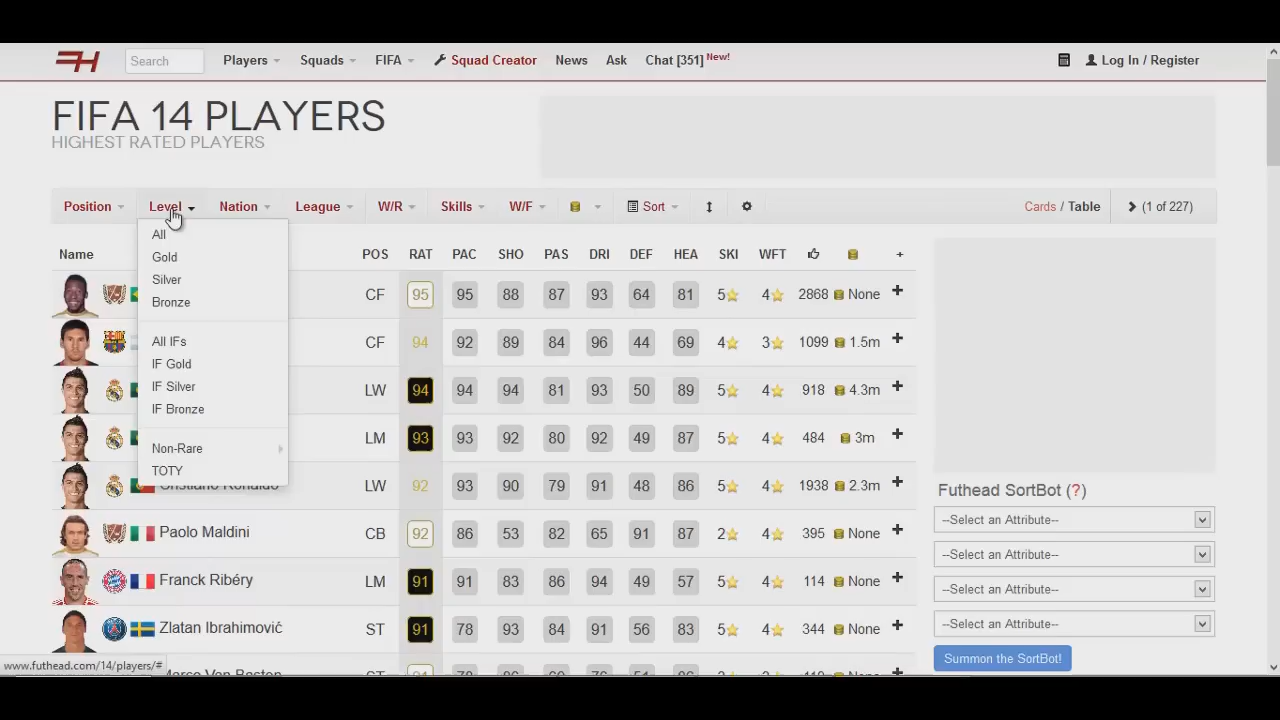 Search
Players Squads FIFA Squad Creator News Ask Chat [351] New! Log In / Register
FIFA 14 PLAYERS
HIGHEST RATED PLAYERS
Position Level Nation League W/R Skills W/F Sort Cards / Table (1 of 227)
All
Gold
Silver
Bronze
All IFs
IF Gold
IF Silver
IF Bronze
Non-Rare
TOTY
Name POS RAT PAC SHO PAS DRI DEF HEA SKI WFT +
CF 95 95 88 87 93 64 81 5 4 2868 None +
CF 94 92 89 84 96 44 69 4 3 1099 1.5m +
LW 94 94 94 81 93 50 89 5 4 918 4.3m +
LM 93 93 92 80 92 49 87 5 4 484 3m +
Cristiano Ronaldo LW 92 93 90 79 91 48 86 5 4 1938 2.3m +
Paolo Maldini CB 92 86 53 82 65 91 87 2 4 395 None +
Franck Ribéry LM 91 91 83 86 94 49 57 5 4 114 None +
Zlatan Ibrahimović ST 91 78 93 84 91 56 83 5 4 344 None +
Marco Van Basten ST
Futhead SortBot (?)
--Select an Attribute--
--Select an Attribute--
--Select an Attribute--
--Select an Attribute--
Summon the SortBot!
www.futhead.com/14/players/#